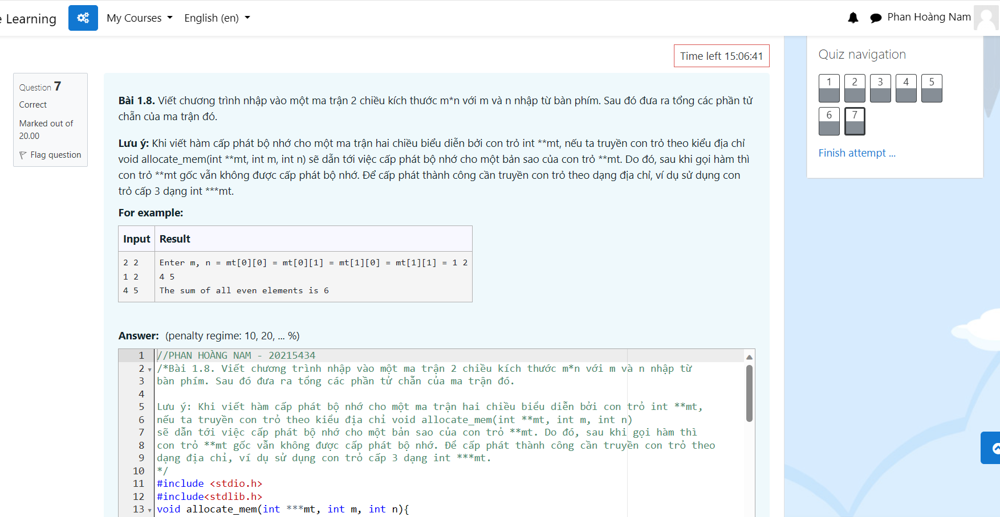 Learning
My Courses
English (en)
Phan Hoàng Nam
Time left 15:06:41
Question 7
Correct
Marked out of
20.00
Flag question
Bài 1.8. Viết chương trình nhập vào một ma trận 2 chiều kích thước m*n với m và n nhập từ bàn phím. Sau đó đưa ra tổng các phần tử
chẵn của ma trận đó.
Lưu ý: Khi viết hàm cấp phát bộ nhớ cho một ma trận hai chiều biểu diễn bởi con trỏ int **mt, nếu ta truyền con trỏ theo kiểu địa chỉ
void allocate_mem(int **mt, int m, int n) sẽ dẫn tới việc cấp phát bộ nhớ cho một bản sao của con trỏ **mt. Do đó, sau khi gọi hàm thì
con trỏ **mt gốc vẫn không được cấp phát bộ nhớ. Để cấp phát thành công cần truyền con trỏ theo dạng địa chỉ, ví dụ sử dụng con
trỏ cấp 3 dạng int ***mt.
For example:
Input Result
2 2 Enter m, n = mt[0][0] = mt[0][1] = mt[1][0] = mt[1][1] = 1 2
1 2 4 5
4 5 The sum of all even elements is 6
Answer: (penalty regime: 10, 20, ... %)
1 //PHAN HOÀNG NAM - 20215434
2 /*Bài 1.8. Viết chương trình nhập vào một ma trận 2 chiều kích thước m*n với m và n nhập từ
3 bàn phím. Sau đó đưa ra tổng các phần tử chẵn của ma trận đó.
4
5 Lưu ý: Khi viết hàm cấp phát bộ nhớ cho một ma trận hai chiều biểu diễn bởi con trỏ int **mt,
6 nếu ta truyền con trỏ theo kiểu địa chỉ void allocate_mem(int **mt, int m, int n)
7 sẽ dẫn tới việc cấp phát bộ nhớ cho một bản sao của con trỏ **mt. Do đó, sau khi gọi hàm thì
8 con trỏ **mt gốc vẫn không được cấp phát bộ nhớ. Để cấp phát thành công cần truyền con trỏ theo
9 dạng địa chỉ, ví dụ sử dụng con trỏ cấp 3 dạng int ***mt.
10 */
11 #include <stdio.h>
12 #include<stdlib.h>
13 void allocate_mem(int ***mt, int m, int n){
Quiz navigation
1 2 3 4 5
6 7
Finish attempt ...